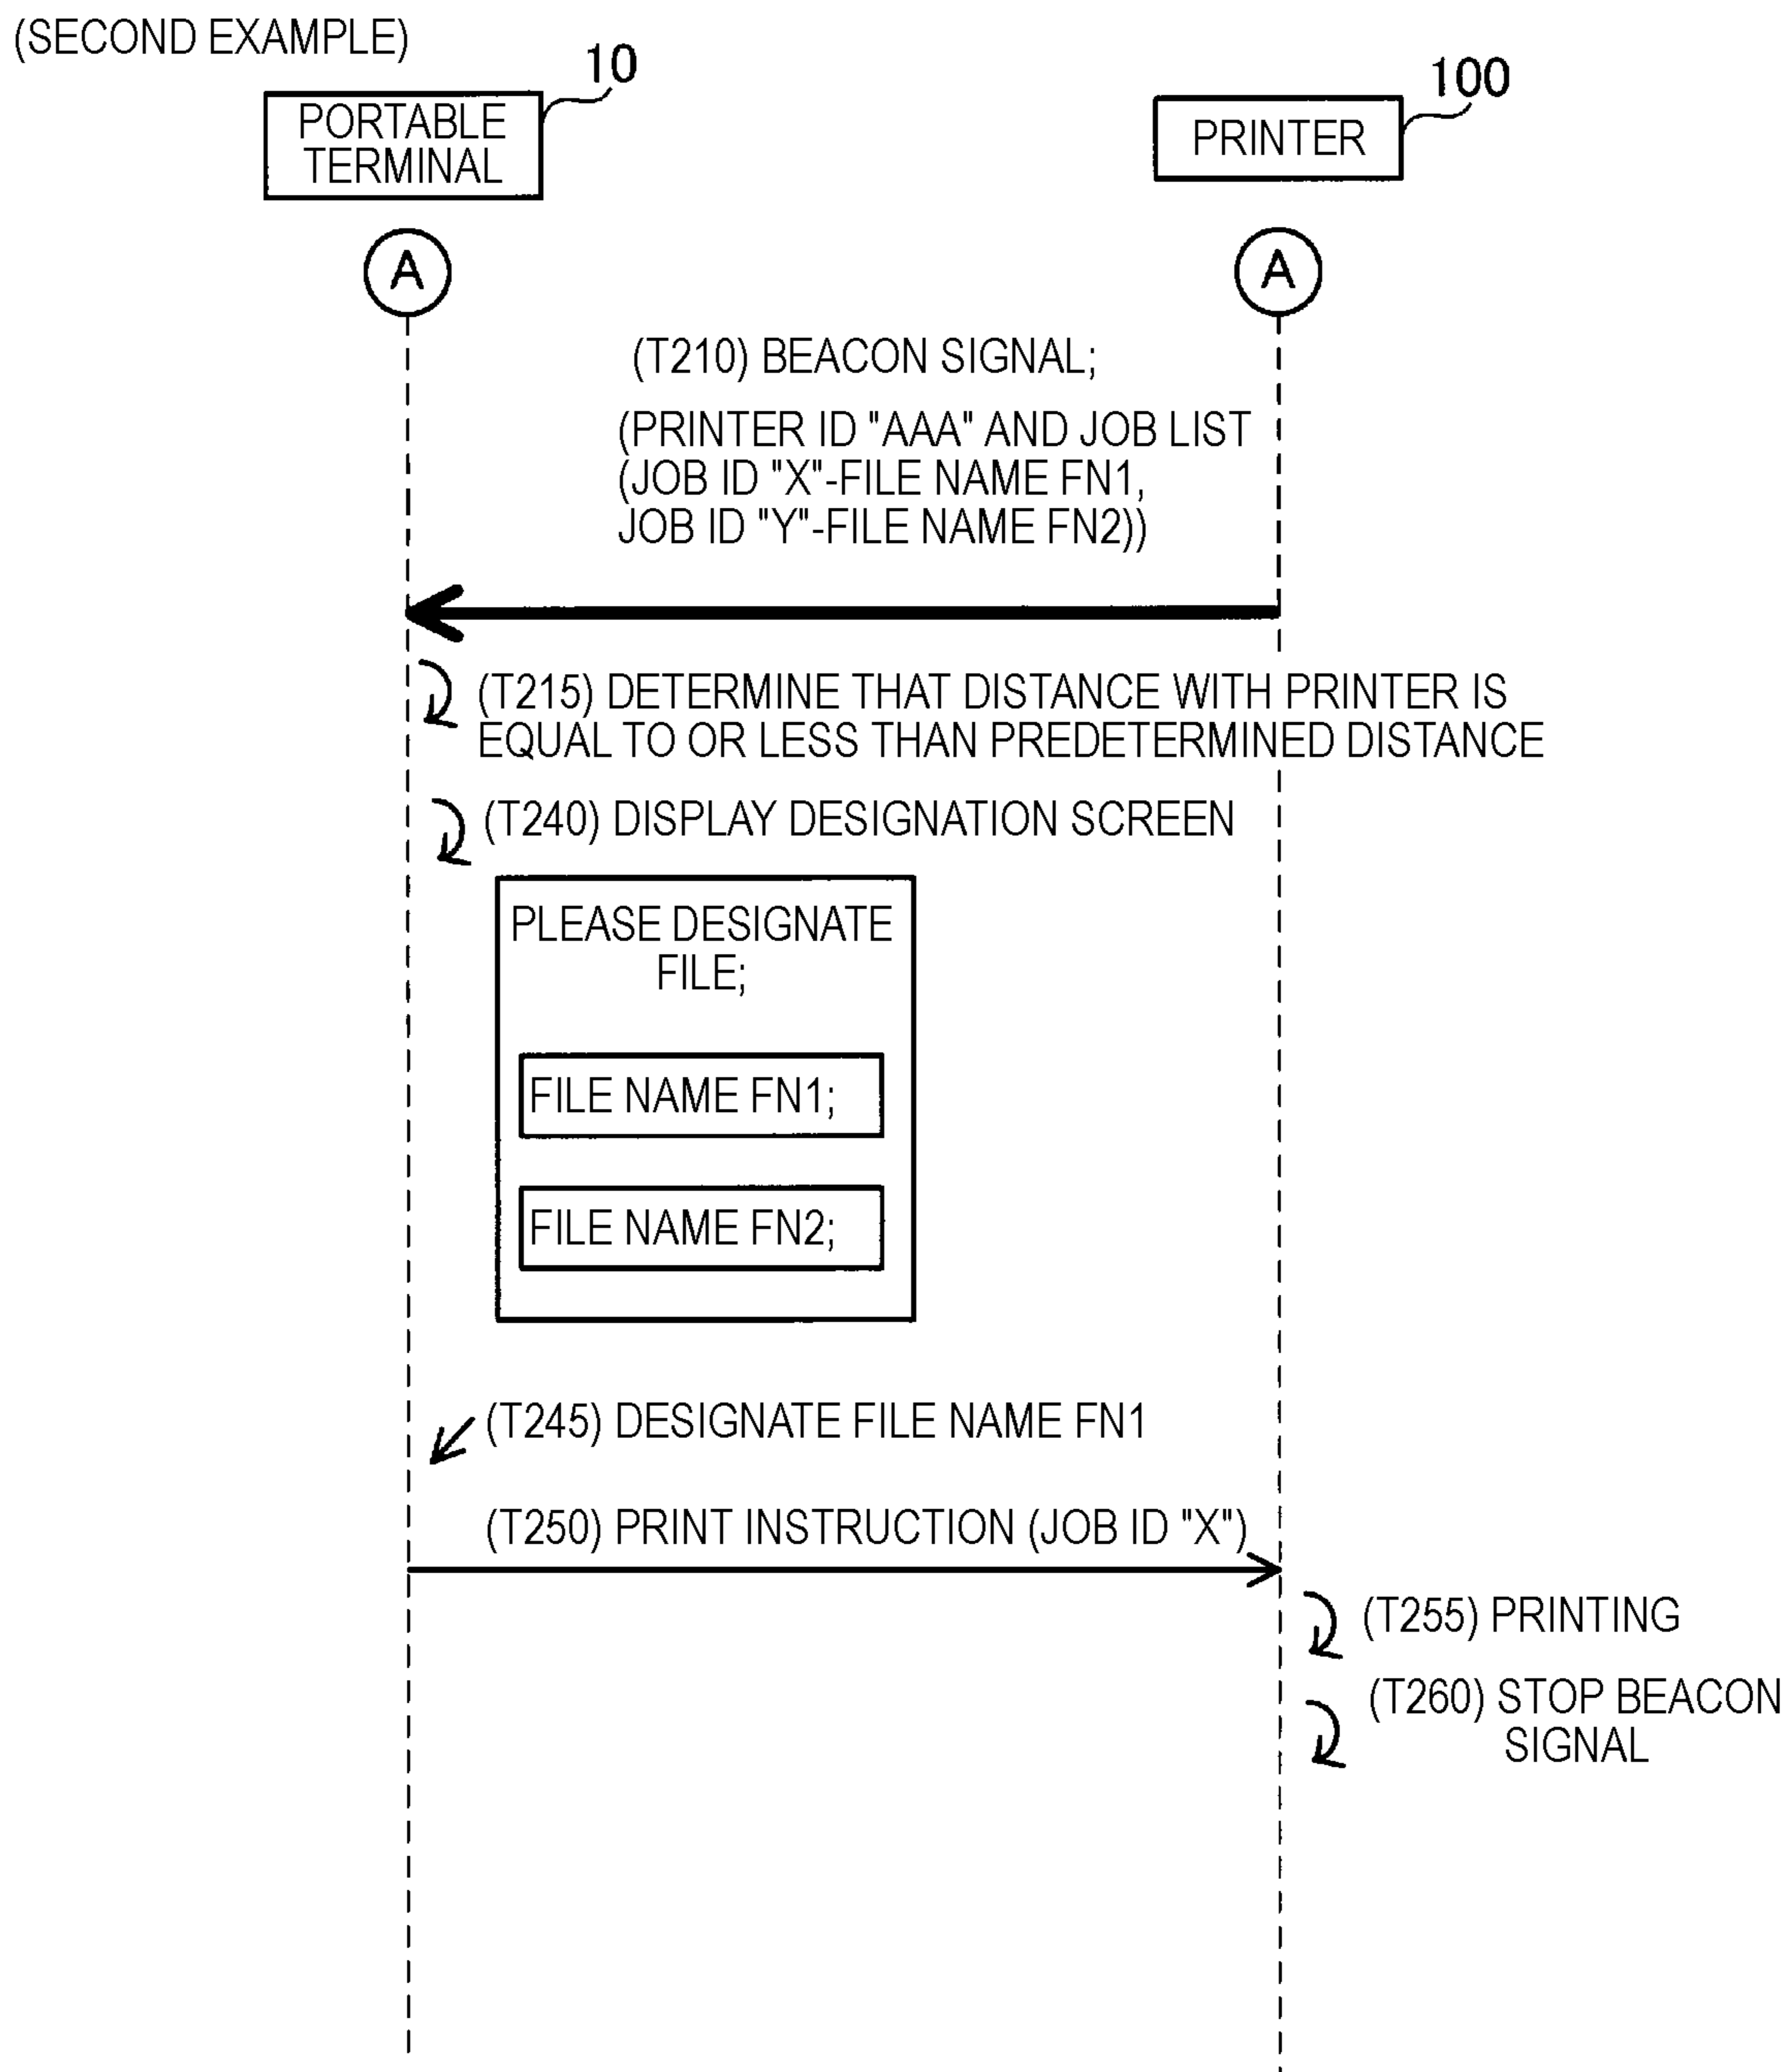 (SECOND EXAMPLE)
10
100
PORTABLE
TERMINAL
PRINTER
A
A
(T210) BEACON SIGNAL;
(PRINTER ID "AAA" AND JOB LIST
(JOB ID "X"-FILE NAME FN1,
JOB ID "Y"-FILE NAME FN2))
(T215) DETERMINE THAT DISTANCE WITH PRINTER IS
EQUAL TO OR LESS THAN PREDETERMINED DISTANCE
(T240) DISPLAY DESIGNATION SCREEN
PLEASE DESIGNATE
FILE;
FILE NAME FN1;
FILE NAME FN2;
(T245) DESIGNATE FILE NAME FN1
(T250) PRINT INSTRUCTION (JOB ID "X")
(T255) PRINTING
(T260) STOP BEACON
SIGNAL